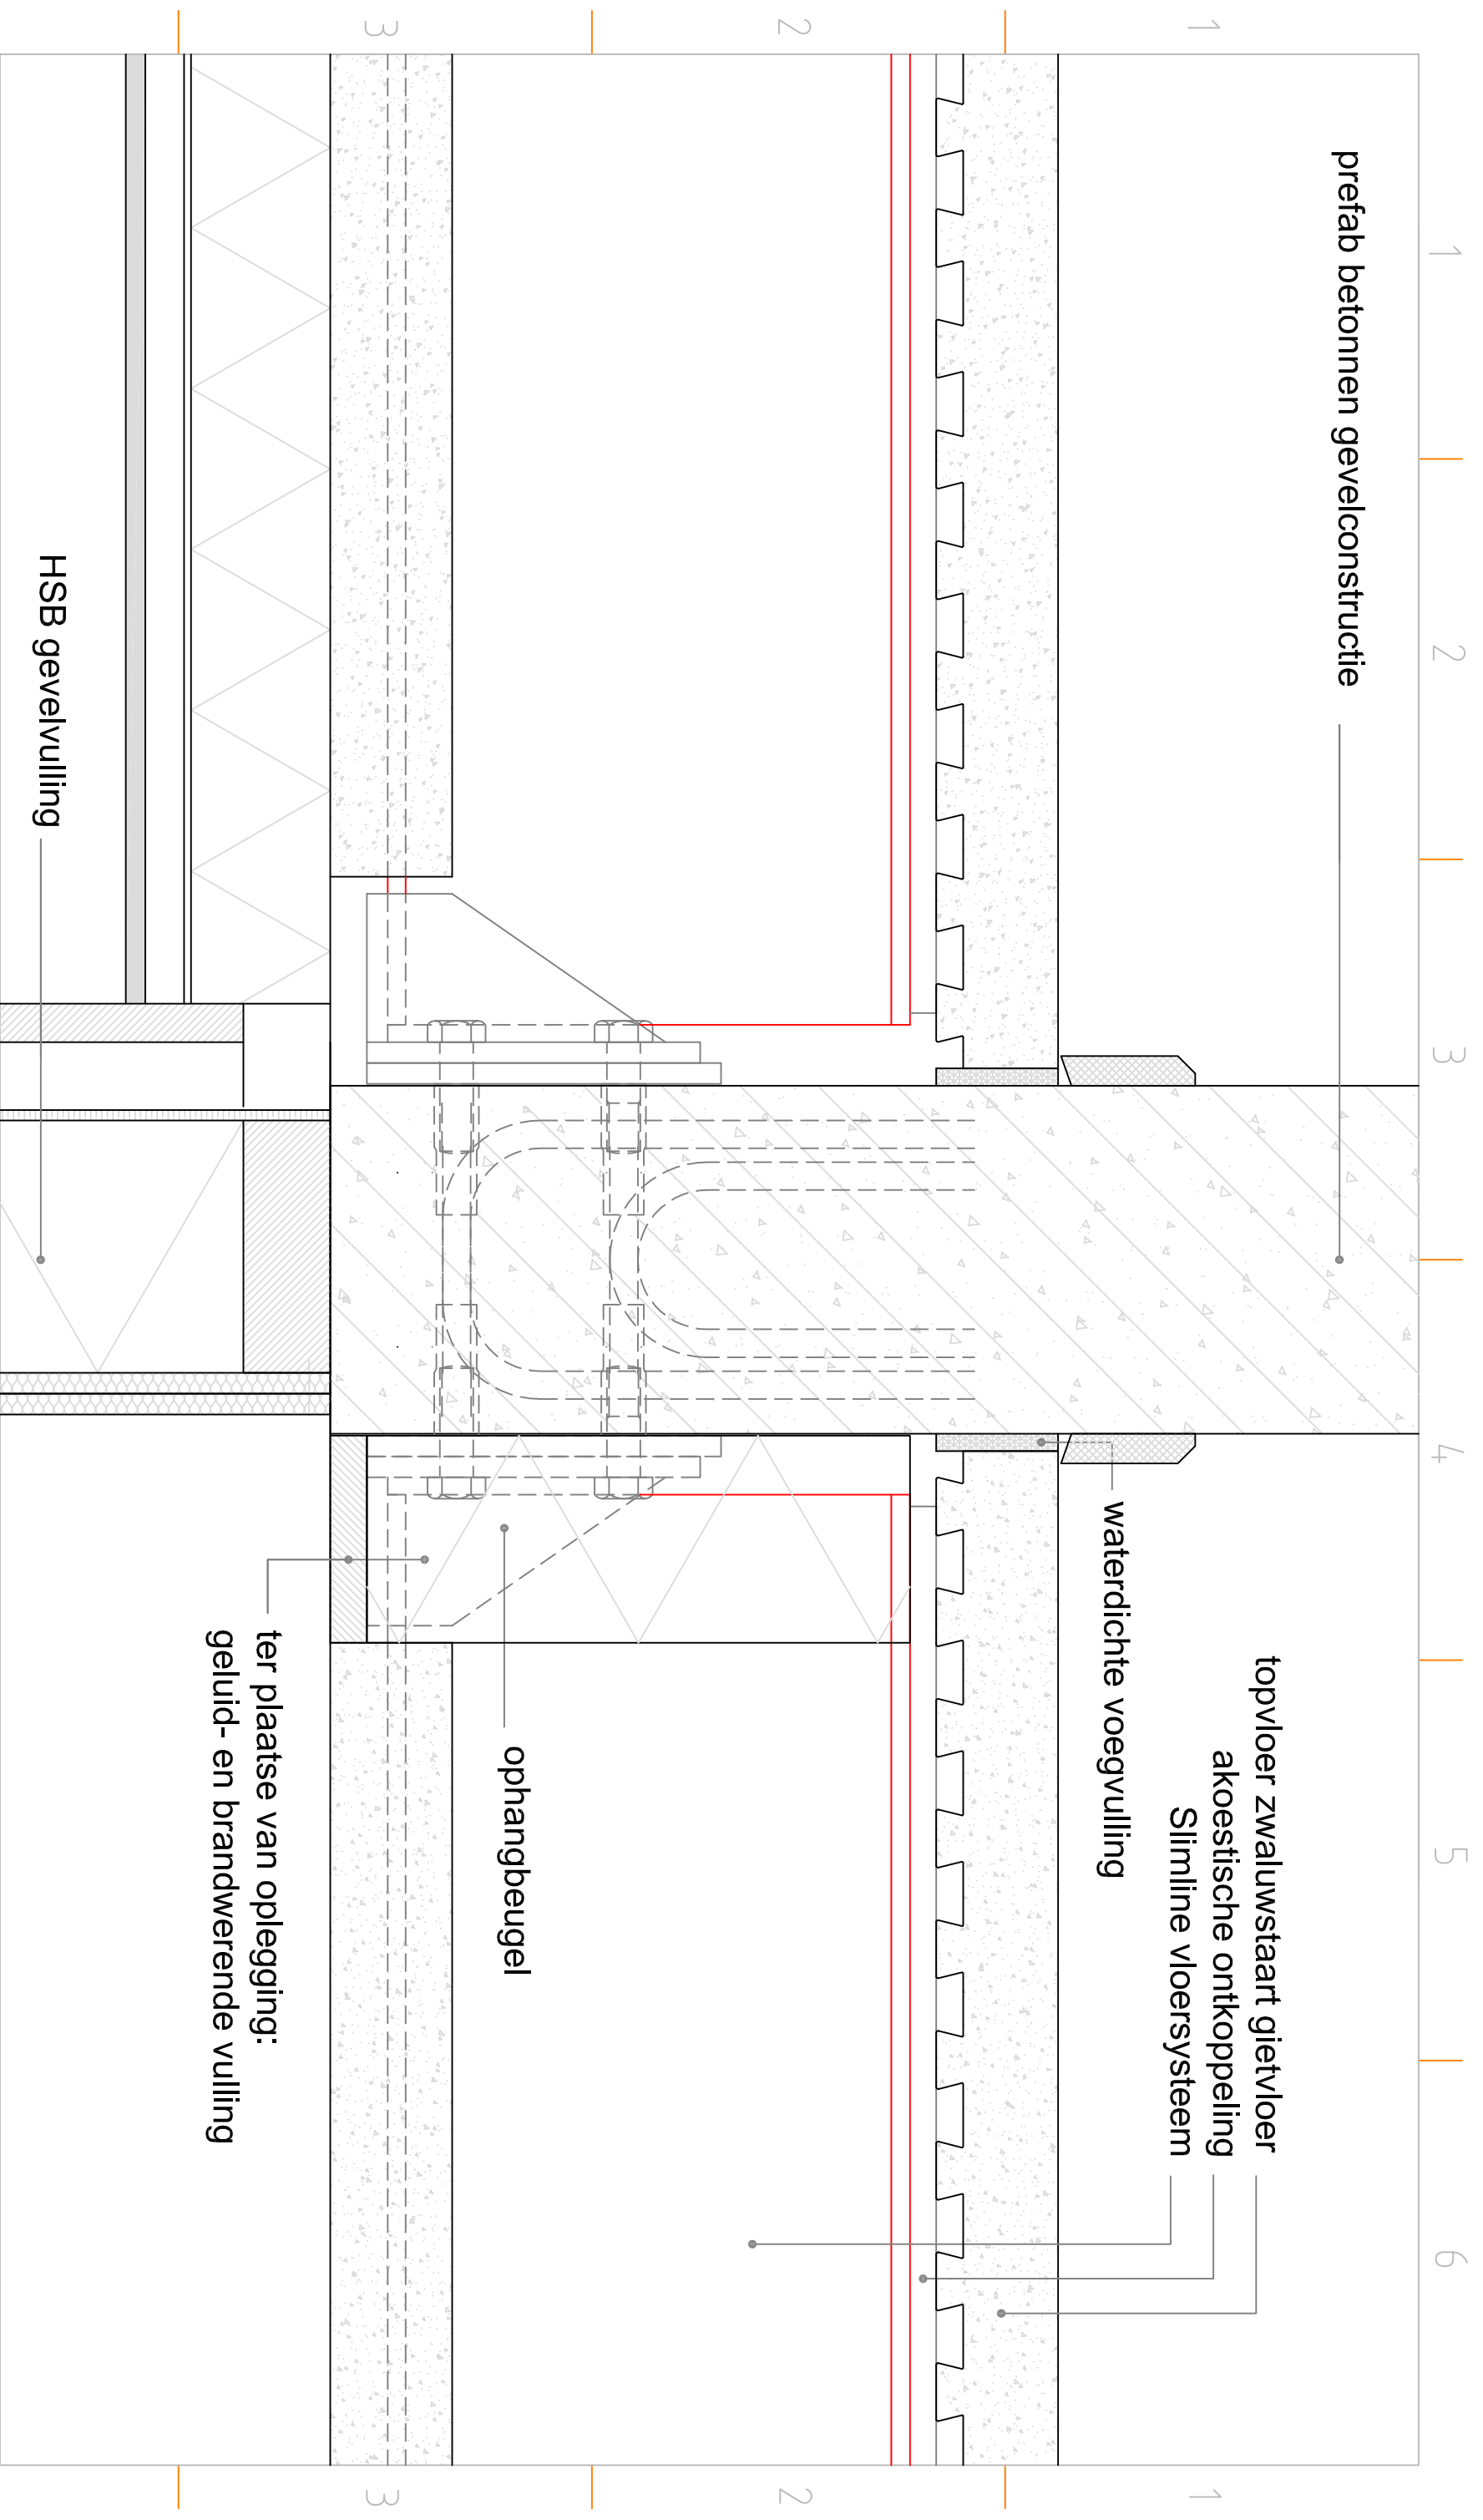 1
2
3
4
5
6
1
2
3
1
2
3
prefab betonnen gevelconstructie
topvloer zwaluwstaart gietvloer
akoestische ontkoppeling
Slimline vloersysteem
waterdichte voegvulling
ophangbeugel
ter plaatse van oplegging:
geluid- en brandwerende vulling
HSB gevelvulling